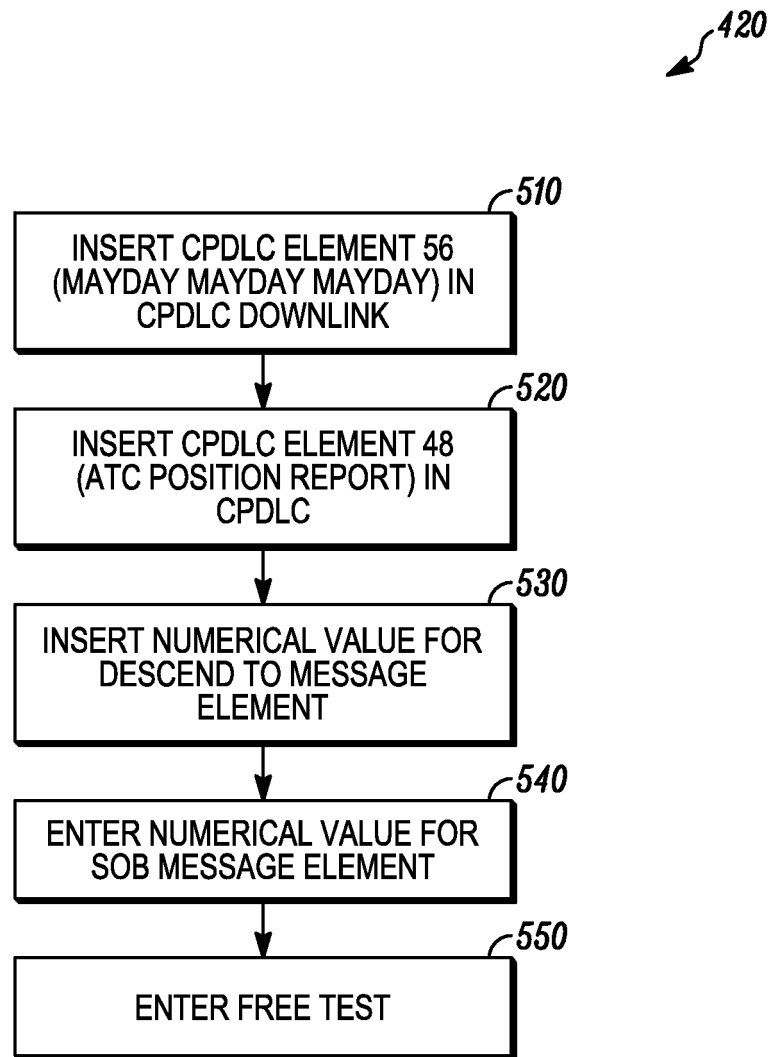 420
510
INSERT CPDLC ELEMENT 56
(MAYDAY MAYDAY MAYDAY) IN
CPDLC DOWNLINK
520
INSERT CPDLC ELEMENT 48
(ATC POSITION REPORT) IN
CPDLC
530
INSERT NUMERICAL VALUE FOR
DESCEND TO MESSAGE
ELEMENT
540
ENTER NUMERICAL VALUE FOR
SOB MESSAGE ELEMENT
550
ENTER FREE TEST